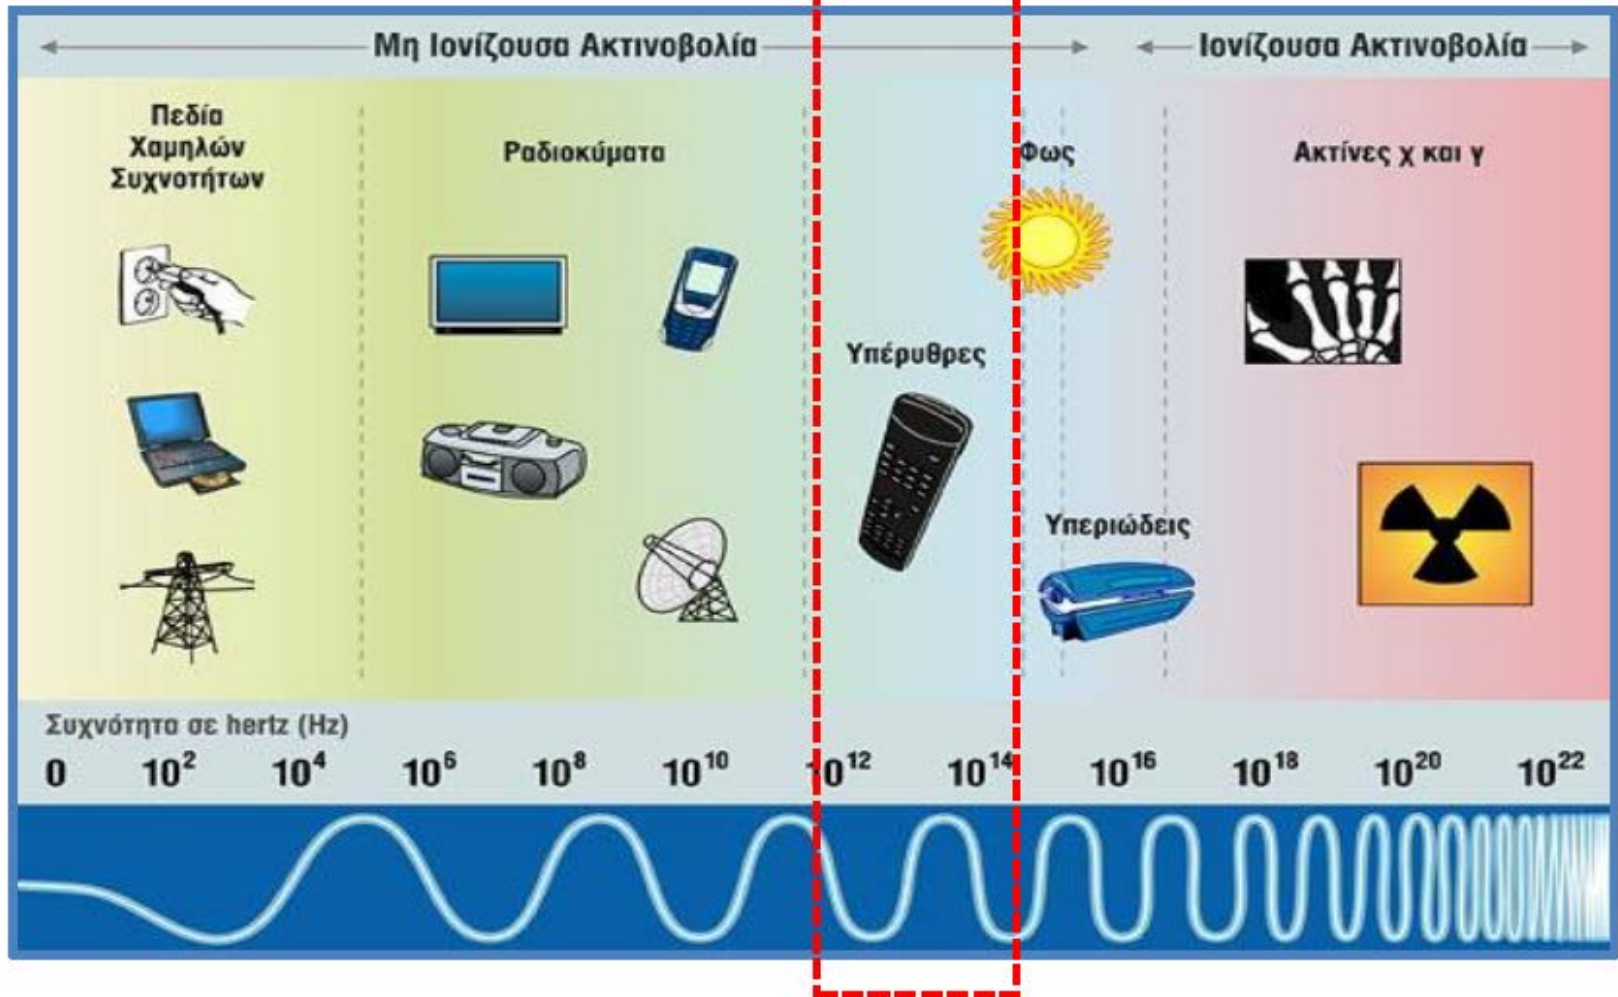 Μη Ιονίζουσα Ακτινοβολία
Ιονίζουσα Ακτινοβολία
Πεδία
Χαμηλών
Συχνοτήτων
Ραδιοκύματα
Φως
Ακτίνες χ και γ
Υπέρυθρες
Υπεριώδεις
Συχνότητα σε hertz (Hz)
0 10² 10⁴ 10⁶ 10⁸ 10¹⁰ 10¹² 10¹⁴ 10¹⁶ 10¹⁸ 10²⁰ 10²²